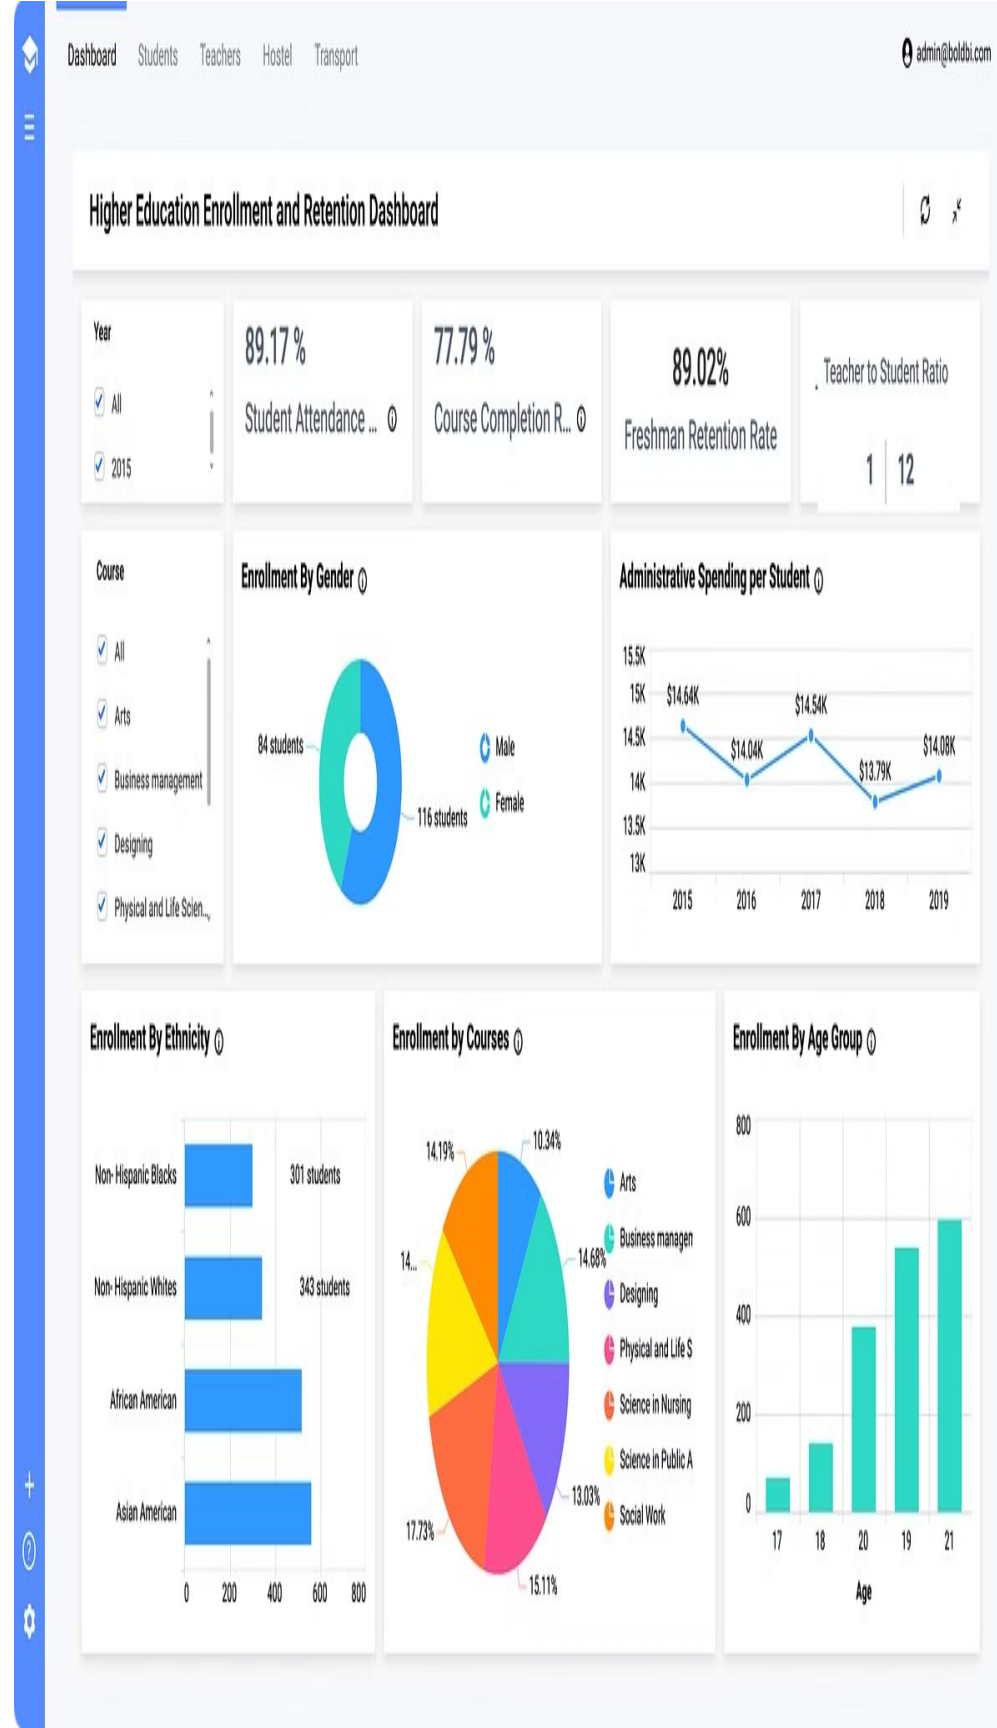 Dashboard Students Teachers Hostel Transport admin@boldbi.com
Higher Education Enrollment and Retention Dashboard
Year
All
2015
89.17 %
Student Attendance ...
77.79 %
Course Completion R...
89.02%
Freshman Retention Rate
Teacher to Student Ratio
1 12
Course
All
Arts
Business management
Designing
Physical and Life Scien...
Enrollment By Gender
84 students
116 students
Male
Female
Administrative Spending per Student
15.5K
15K
14.5K
14K
13.5K
13K
$14.64K
$14.04K
$14.54K
$13.79K
$14.08K
2015 2016 2017 2018 2019
Enrollment By Ethnicity
Non- Hispanic Blacks
301 students
Non- Hispanic Whites
343 students
African American
Asian American
0 200 400 600 800
Enrollment by Courses
14.19%
10.34%
14...
14.68%
13.03%
17.73%
15.11%
Arts
Business managen
Designing
Physical and Life S
Science in Nursing
Science in Public A
Social Work
Enrollment By Age Group
800
600
400
200
0
17 18 20 19 21
Age